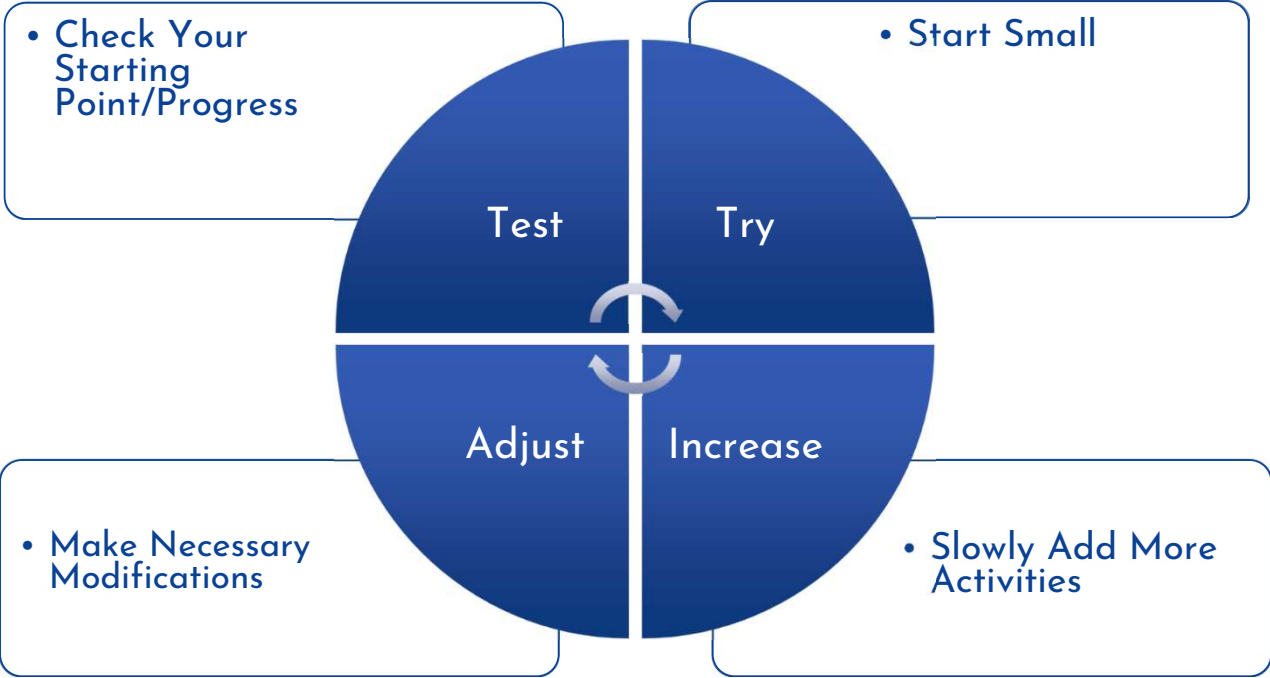 • Check Your
Starting
Point/Progress
• Start Small
Test
Try
Adjust
Increase
• Make Necessary
Modifications
• Slowly Add More
Activities